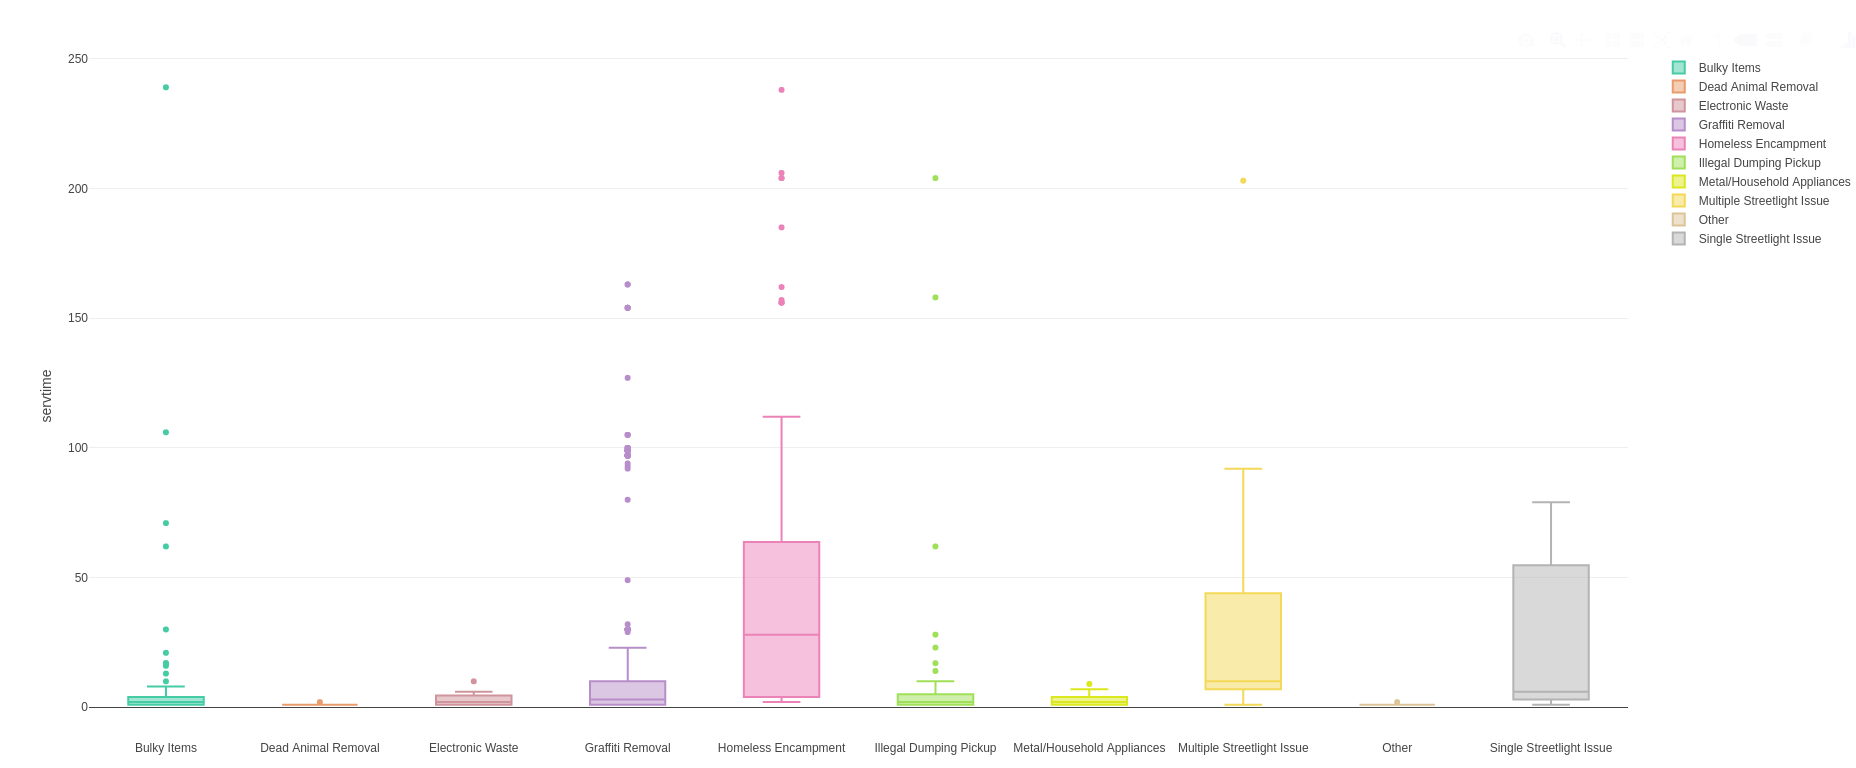 250
200
150
100
50
0
servtime
Bulky Items
Dead Animal Removal
Electronic Waste
Graffiti Removal
Homeless Encampment
Illegal Dumping Pickup
Metal/Household Appliances
Multiple Streetlight Issue
Other
Single Streetlight Issue
Bulky Items
Dead Animal Removal
Electronic Waste
Graffiti Removal
Homeless Encampment
Illegal Dumping Pickup
Metal/Household Appliances
Multiple Streetlight Issue
Other
Single Streetlight Issue